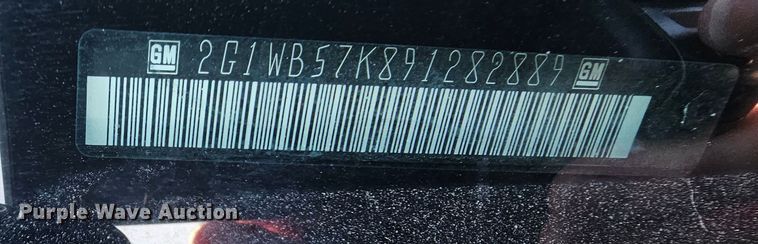 GM 2G1WB57K891282889 GM
Purple Wave Auction